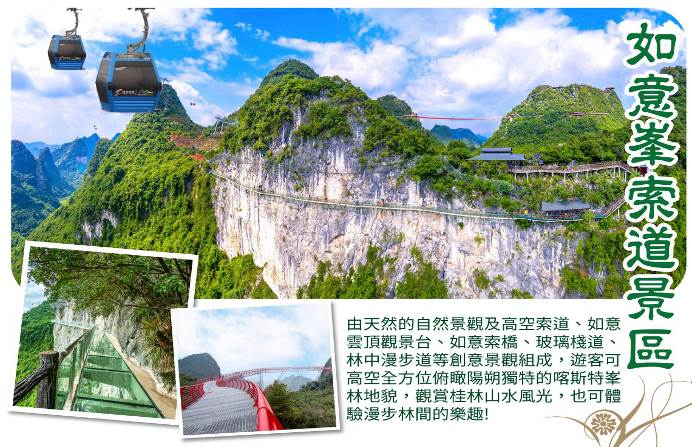 如意峯索道景區
由天然的自然景觀及高空索道、如意
雲頂觀景台、如意索橋、玻璃棧道、
林中漫步道等創意景觀組成，遊客可
高空全方位俯瞰陽朔獨特的喀斯特峯
林地貌，觀賞桂林山水風光，也可體
驗漫步林間的樂趣!